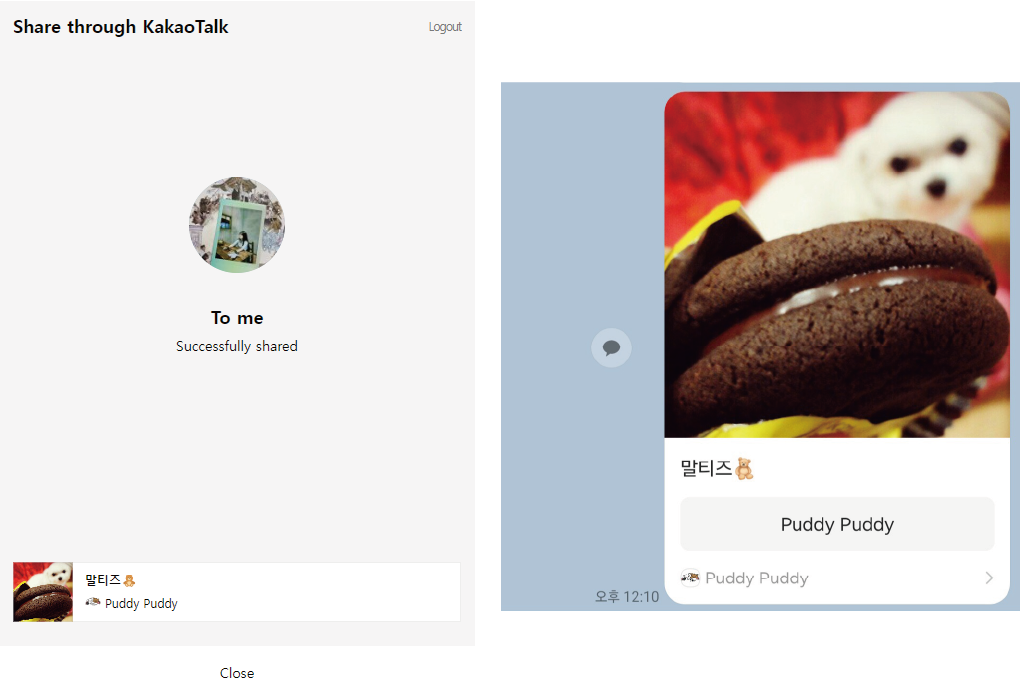 Share through KakaoTalk
Logout
To me
Successfully shared
말티즈🧸
Puddy Puddy
Close
말티즈🧸
Puddy Puddy
Puddy Puddy
오후 12:10